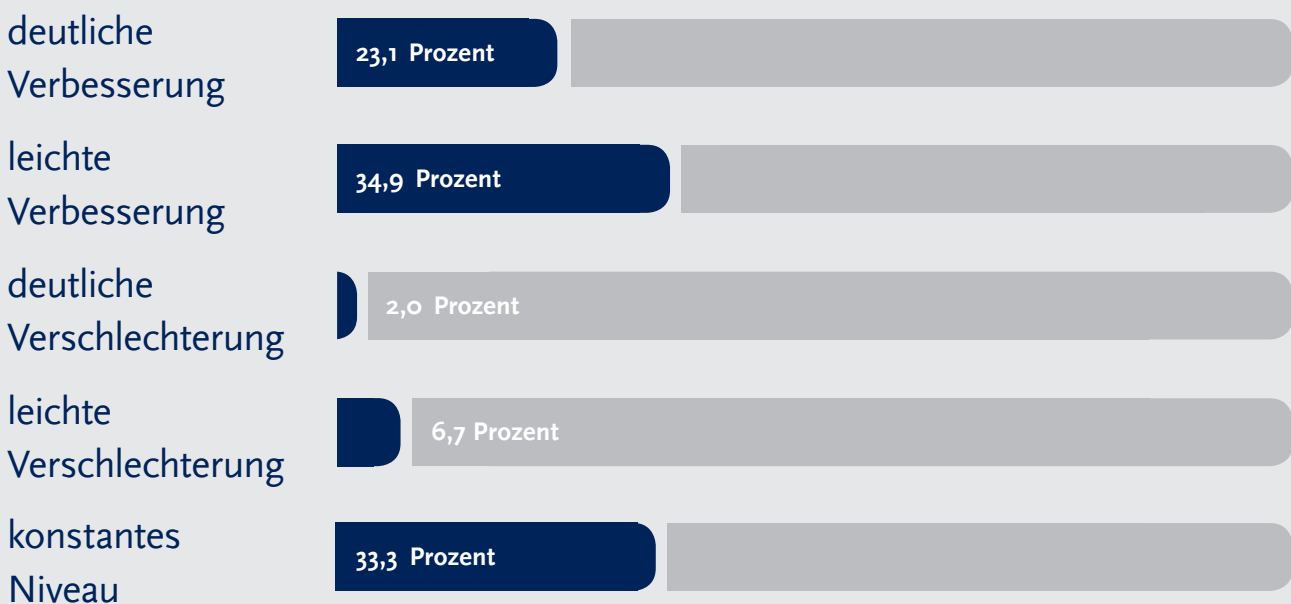 deutliche
Verbesserung
23,1 Prozent
leichte
Verbesserung
34,9 Prozent
deutliche
Verschlechterung
2,0 Prozent
leichte
Verschlechterung
6,7 Prozent
konstantes
Niveau
33,3 Prozent